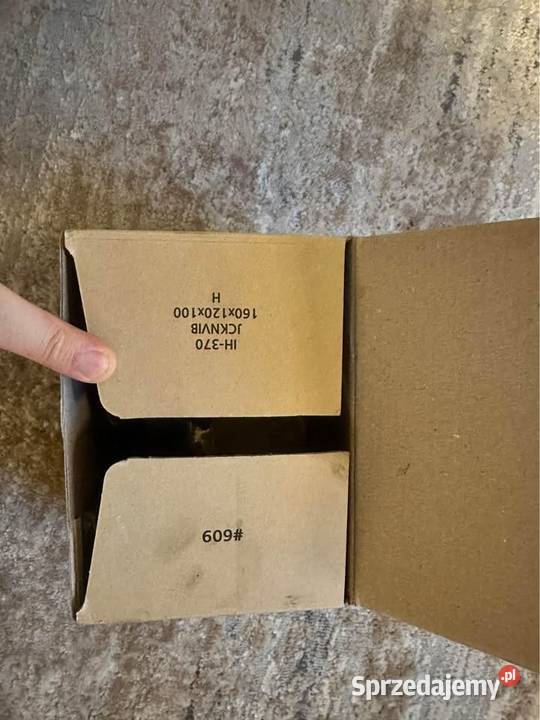 IH-370
JCKNVIB
160x120x100
H
#609
Sprzedajemy.pl